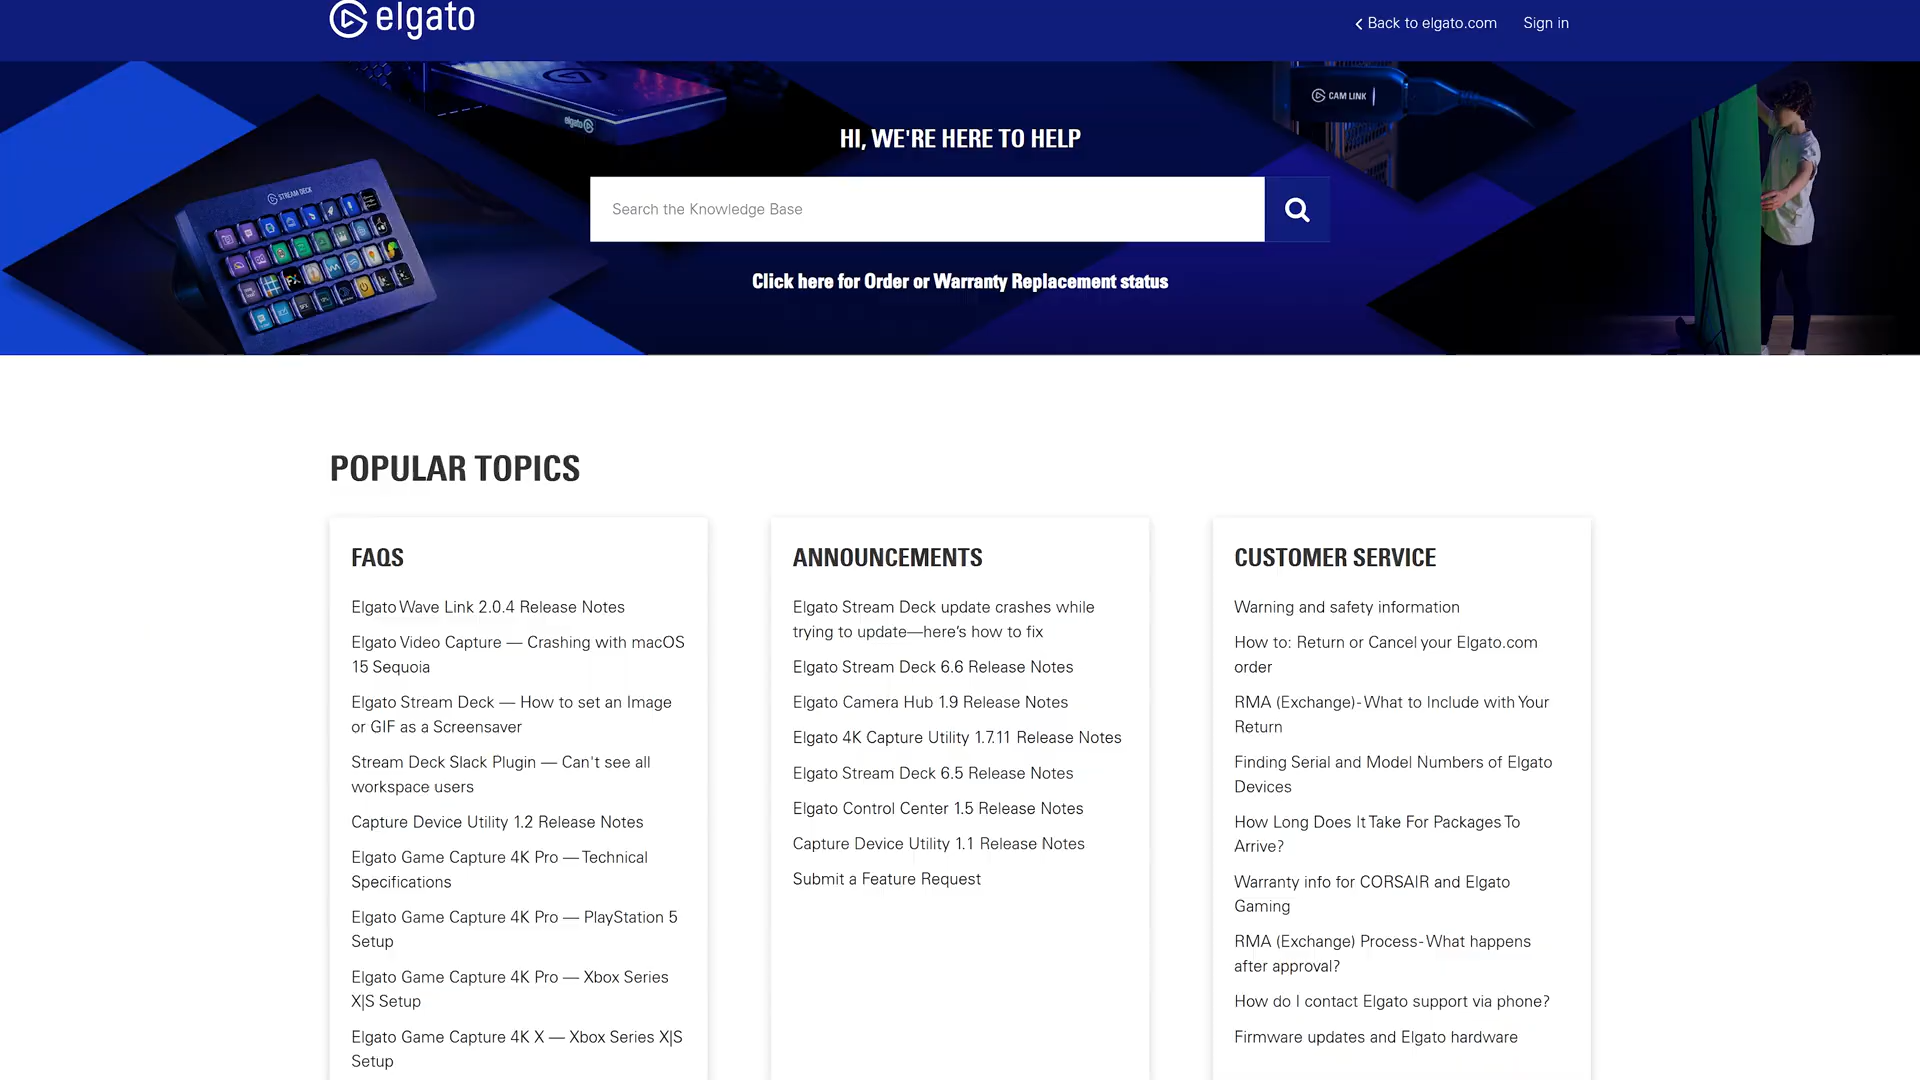 elgato
Back to elgato.com
Sign in
elgato
CAM LINK
STREAM DECK
HI, WE'RE HERE TO HELP
Search the Knowledge Base
Click here for Order or Warranty Replacement status
POPULAR TOPICS
FAQS
Elgato Wave Link 2.0.4 Release Notes
Elgato Video Capture — Crashing with macOS
15 Sequoia
Elgato Stream Deck — How to set an Image
or GIF as a Screensaver
Stream Deck Slack Plugin — Can't see all
workspace users
Capture Device Utility 1.2 Release Notes
Elgato Game Capture 4K Pro — Technical
Specifications
Elgato Game Capture 4K Pro — PlayStation 5
Setup
Elgato Game Capture 4K Pro — Xbox Series
X|S Setup
Elgato Game Capture 4K X — Xbox Series X|S
Setup
ANNOUNCEMENTS
Elgato Stream Deck update crashes while
trying to update—here’s how to fix
Elgato Stream Deck 6.6 Release Notes
Elgato Camera Hub 1.9 Release Notes
Elgato 4K Capture Utility 1.7.11 Release Notes
Elgato Stream Deck 6.5 Release Notes
Elgato Control Center 1.5 Release Notes
Capture Device Utility 1.1 Release Notes
Submit a Feature Request
CUSTOMER SERVICE
Warning and safety information
How to: Return or Cancel your Elgato.com
order
RMA (Exchange) - What to Include with Your
Return
Finding Serial and Model Numbers of Elgato
Devices
How Long Does It Take For Packages To
Arrive?
Warranty info for CORSAIR and Elgato
Gaming
RMA (Exchange) Process - What happens
after approval?
How do I contact Elgato support via phone?
Firmware updates and Elgato hardware